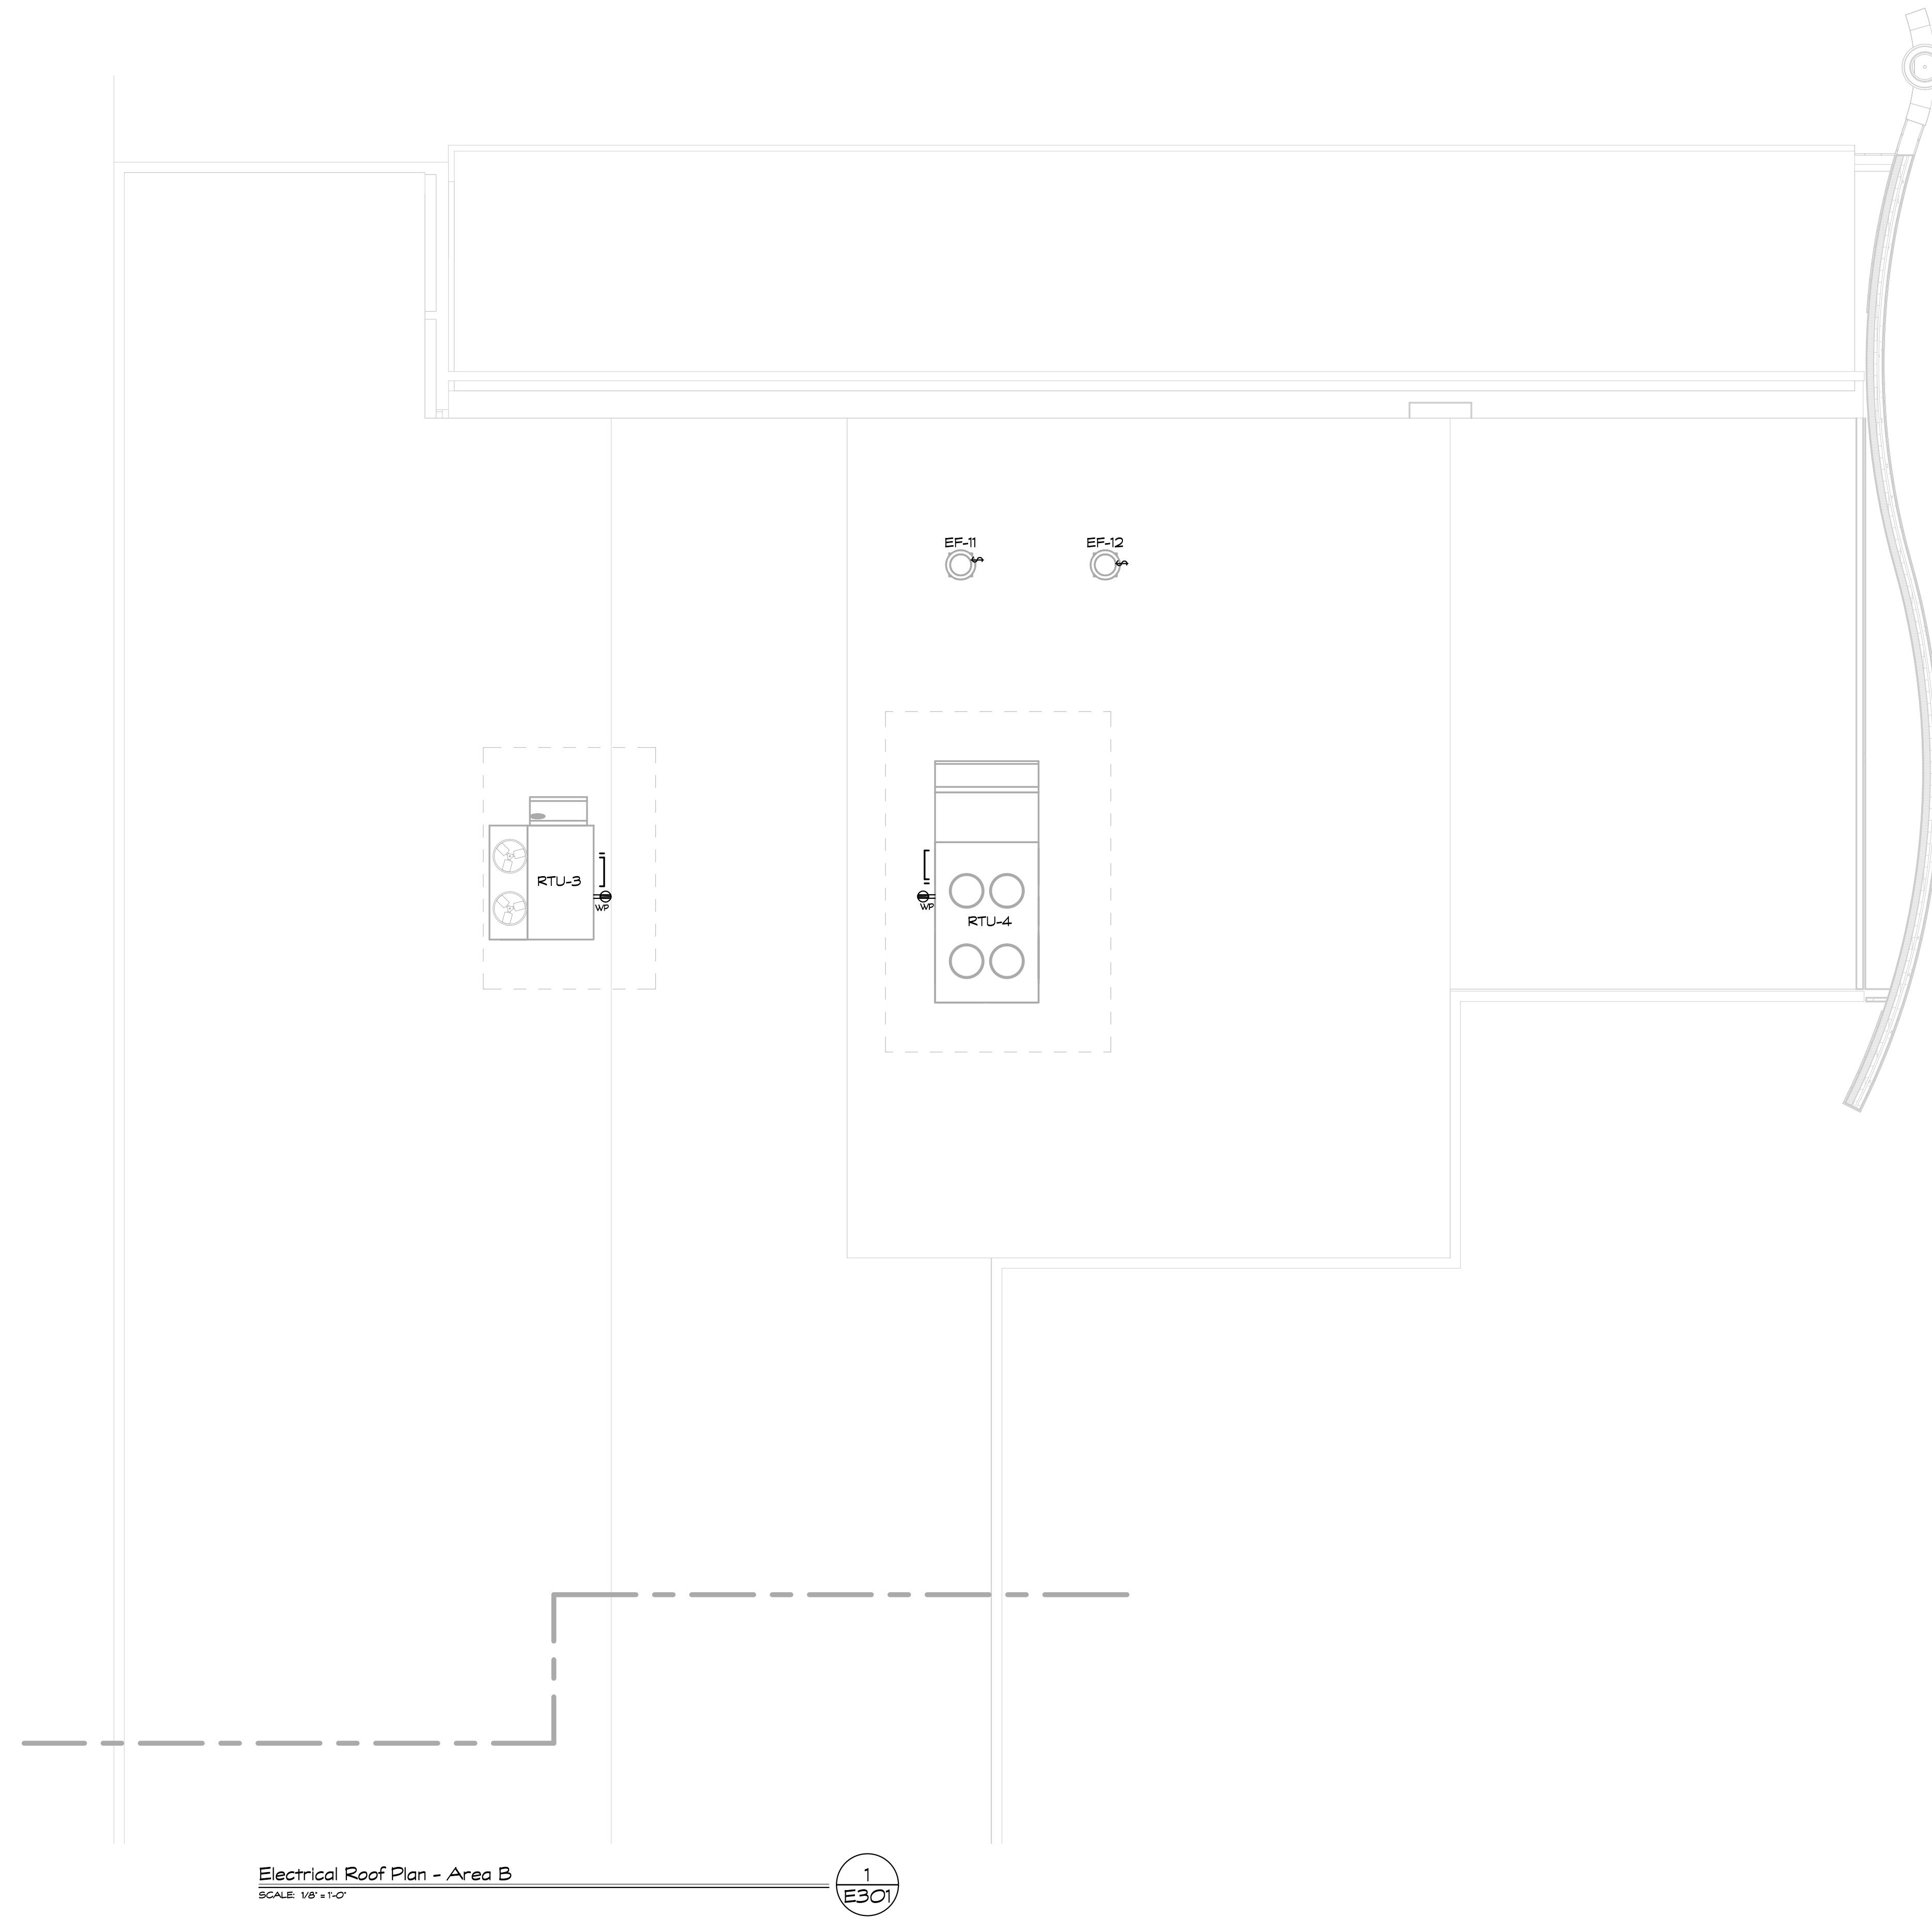 EF-11
$
EF-12
$
RTU-3
WP
WP
RTU-4
Electrical Roof Plan - Area B
SCALE: 1/8" = 1'-0"
1
E301